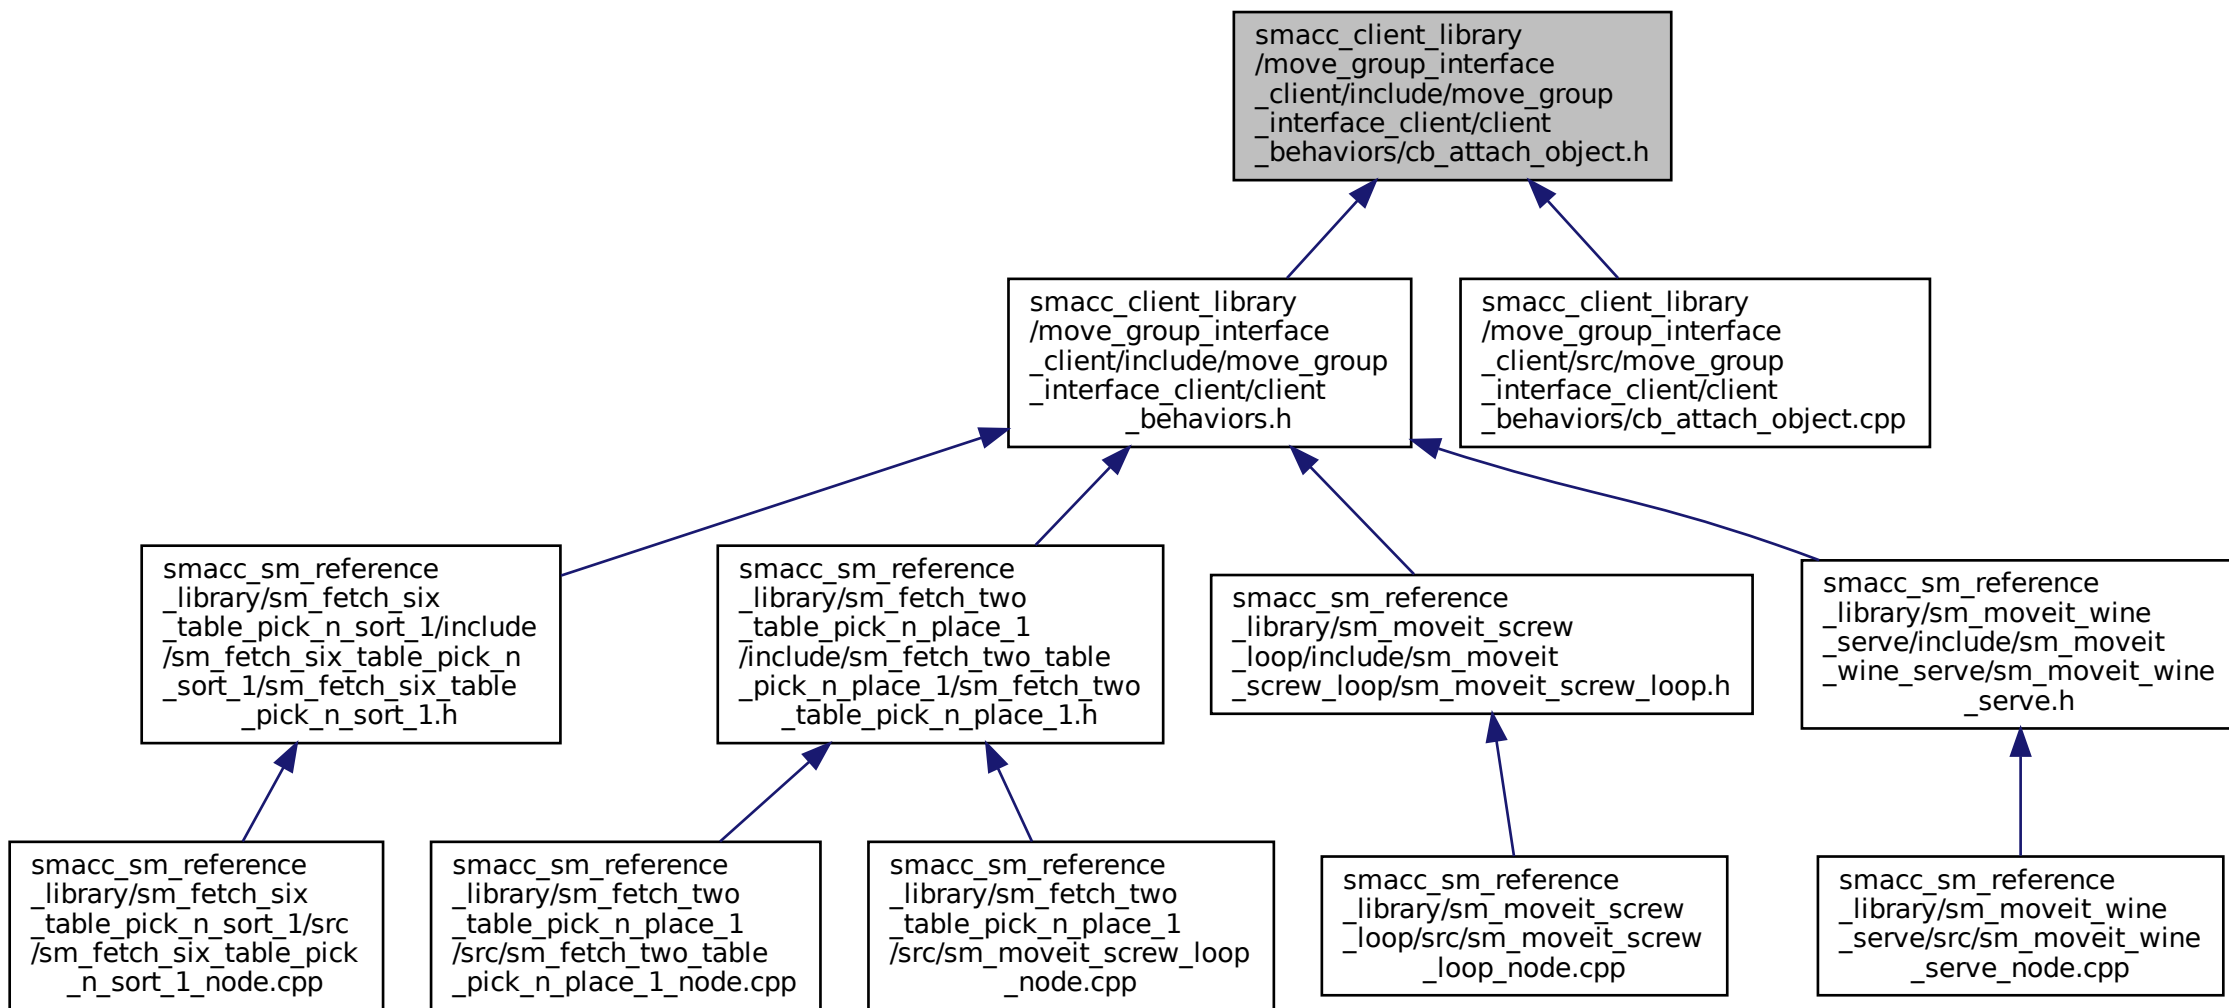 smacc_client_library
/move_group_interface
_client/include/move_group
_interface_client/client
_behaviors/cb_attach_object.h
smacc_client_library
/move_group_interface
_client/include/move_group
_interface_client/client
_behaviors.h
smacc_client_library
/move_group_interface
_client/src/move_group
_interface_client/client
_behaviors/cb_attach_object.cpp
smacc_sm_reference
_library/sm_fetch_six
_table_pick_n_sort_1/include
/sm_fetch_six_table_pick_n
_sort_1/sm_fetch_six_table
_pick_n_sort_1.h
smacc_sm_reference
_library/sm_fetch_two
_table_pick_n_place_1
/include/sm_fetch_two_table
_pick_n_place_1/sm_fetch_two
_table_pick_n_place_1.h
smacc_sm_reference
_library/sm_moveit_screw
_loop/include/sm_moveit
_screw_loop/sm_moveit_screw_loop.h
smacc_sm_reference
_library/sm_moveit_wine
_serve/include/sm_moveit
_wine_serve/sm_moveit_wine
_serve.h
smacc_sm_reference
_library/sm_fetch_six
_table_pick_n_sort_1/src
/sm_fetch_six_table_pick
_n_sort_1_node.cpp
smacc_sm_reference
_library/sm_fetch_two
_table_pick_n_place_1
/src/sm_fetch_two_table
_pick_n_place_1_node.cpp
smacc_sm_reference
_library/sm_fetch_two
_table_pick_n_place_1
/src/sm_moveit_screw_loop
_node.cpp
smacc_sm_reference
_library/sm_moveit_screw
_loop/src/sm_moveit_screw
_loop_node.cpp
smacc_sm_reference
_library/sm_moveit_wine
_serve/src/sm_moveit_wine
_serve_node.cpp